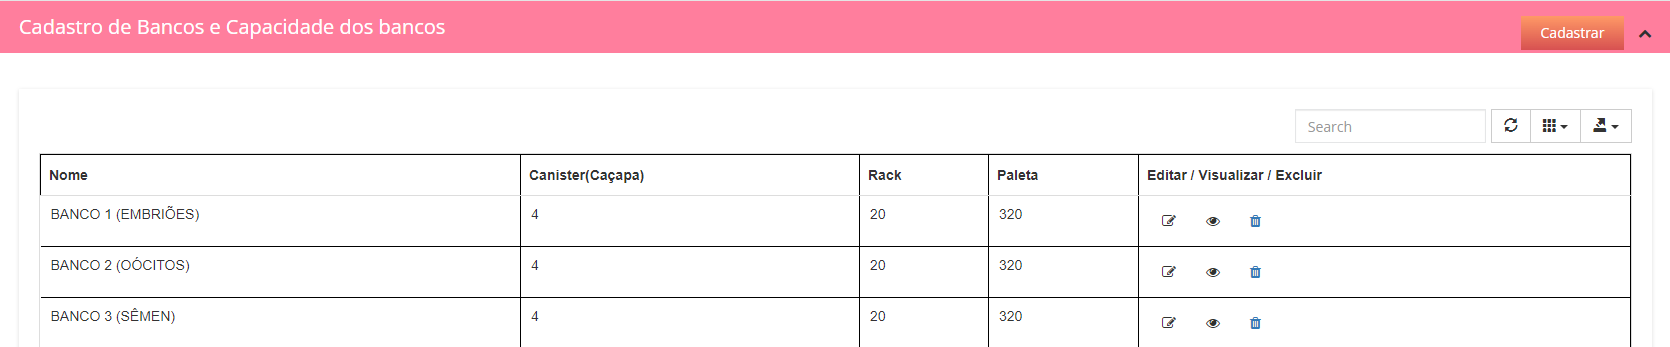 Cadastro de Bancos e Capacidade dos bancos
Cadastrar
Search
Nome Canister(Caçapa) Rack Paleta Editar / Visualizar / Excluir
BANCO 1 (EMBRIÕES) 4 20 320
BANCO 2 (OÓCITOS) 4 20 320
BANCO 3 (SÊMEN) 4 20 320